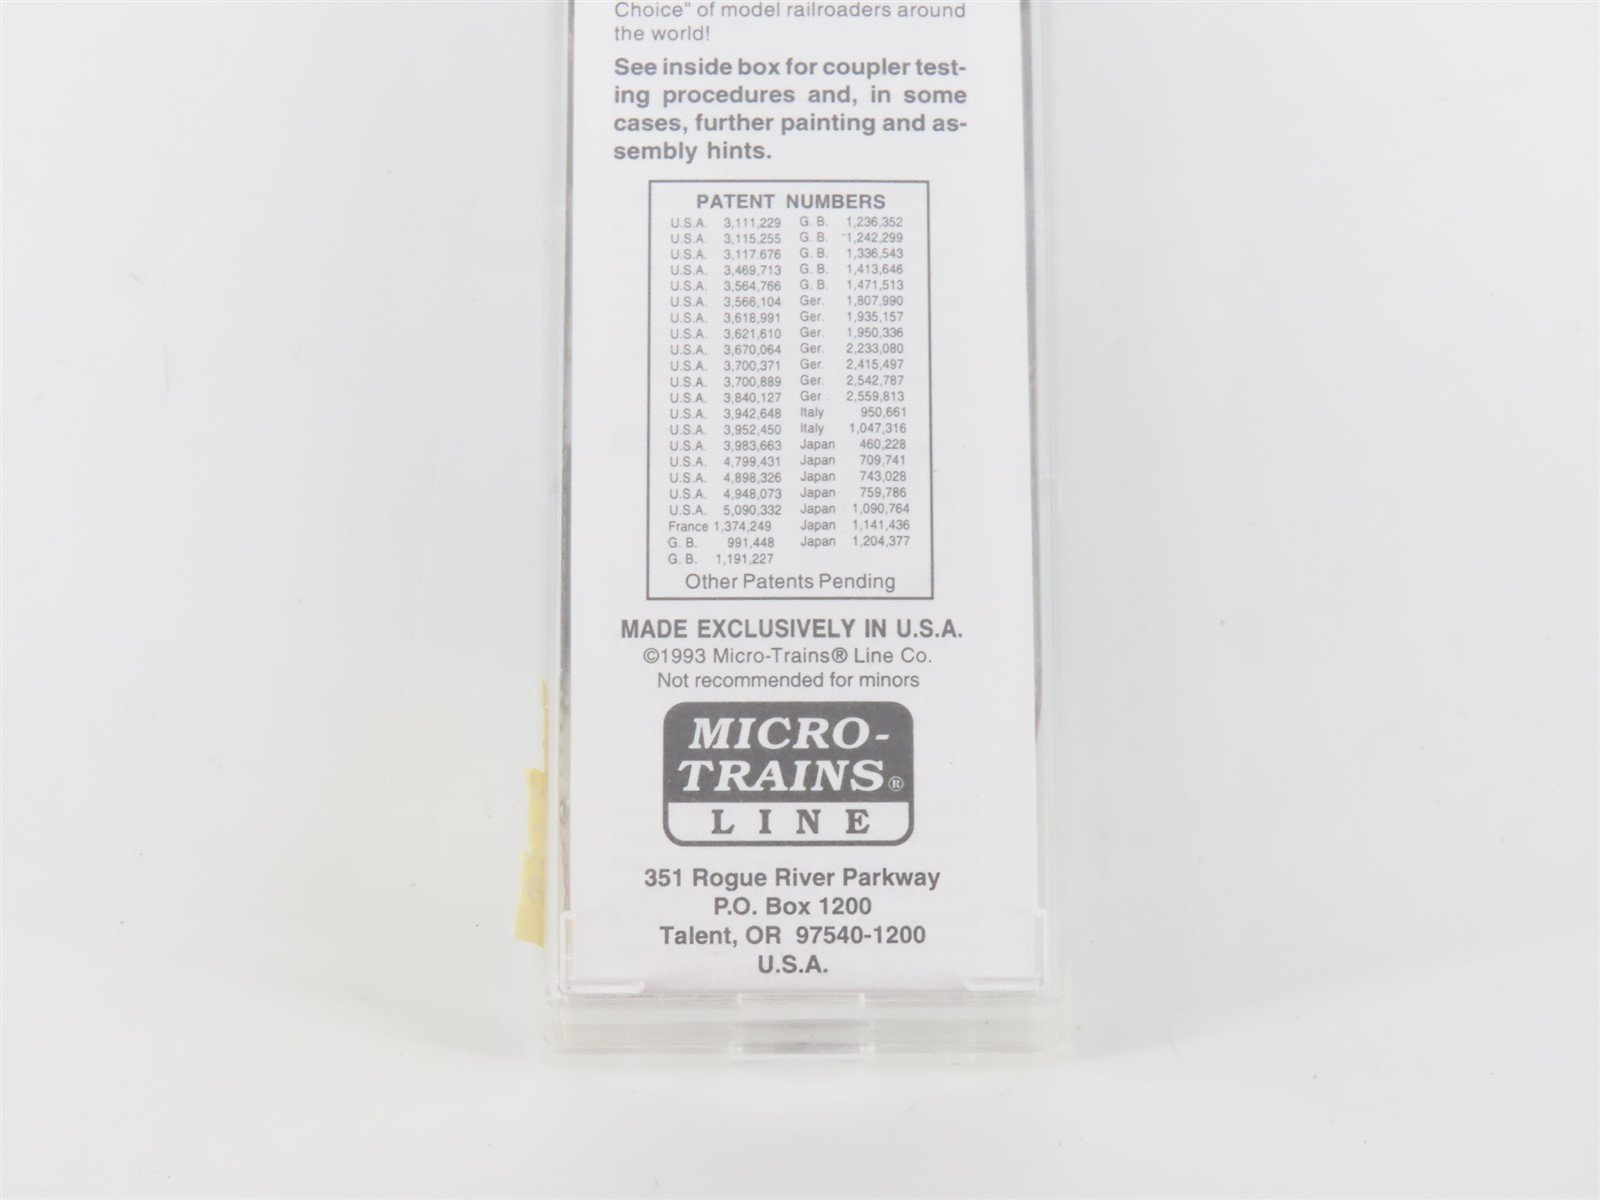 Choice" of model railroaders around
the world!
See inside box for coupler test-
ing procedures and, in some
cases, further painting and as-
sembly hints.
PATENT NUMBERS
U.S.A. 3,111,229 G. B. 1,236,352
U.S.A. 3,115,255 G. B. 1,242,299
U.S.A. 3,117.676 G. B. 1,336,543
U.S.A. 3,469,713 G. B. 1,413,646
U.S.A. 3,564,766 G. B. 1,471,513
U.S.A. 3,566,104 Ger. 1,807,990
U.S.A. 3,618,991 Ger. 1,935,157
U.S.A. 3,621,610 Ger. 1,950,336
U.S.A. 3,670,064 Ger. 2,233,080
U.S.A. 3,700,371 Ger. 2,415,497
U.S.A. 3,700,889 Ger. 2,542,787
U.S.A. 3,840,127 Ger . 2,559,813
U.S.A. 3,942,648 Italy 950,661
U.S.A. 3,952,450 Italy 1,047,316
U.S.A. 3,983,663 Japan 460,228
U.S.A. 4,799,431 Japan 709,741
U.S.A. 4,898,326 Japan 743,028
U.S.A. 4,948,073 Japan 759,786
U.S.A. 5,090,332 Japan 1,090,764
France 1,374,249 Japan 1,141,436
G. B. 991,448 Japan 1,204,377
G. B. 1,191,227
Other Patents Pending
MADE EXCLUSIVELY IN U.S.A.
©1993 Micro-Trains® Line Co.
Not recommended for minors
MICRO-
TRAINS®
LINE
351 Rogue River Parkway
P.O. Box 1200
Talent, OR 97540-1200
U.S.A.